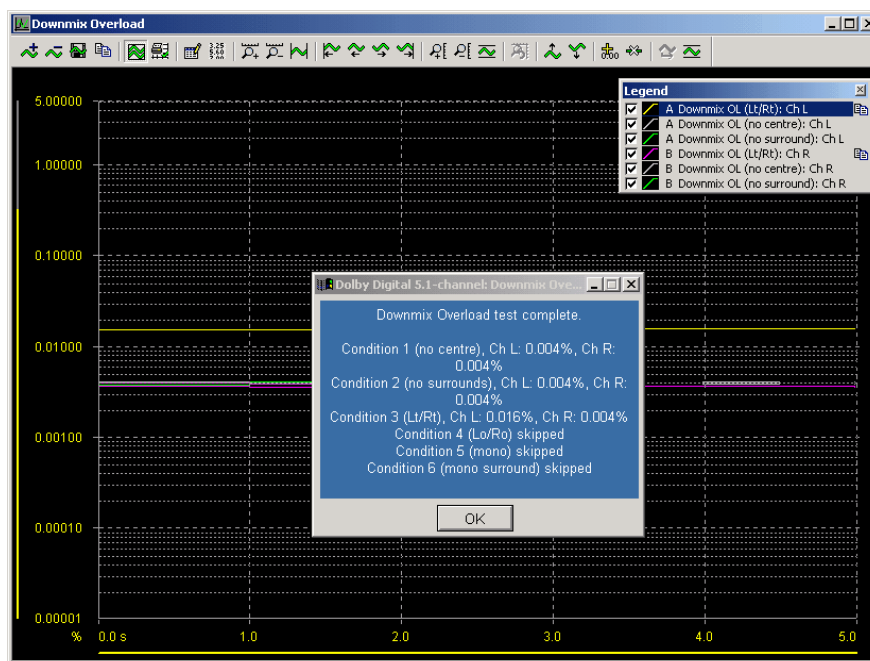 Downmix Overload
Legend
A Downmix OL (Lt/Rt): Ch L
A Downmix OL (no centre): Ch L
A Downmix OL (no surround): Ch L
B Downmix OL (Lt/Rt): Ch R
B Downmix OL (no centre): Ch R
B Downmix OL (no surround): Ch R
5.00000
1.00000
0.10000
0.01000
0.00100
0.00010
0.00001
Dolby Digital 5.1-channel: Downmix Ove...
Downmix Overload test complete.
Condition 1 (no centre), Ch L: 0.004%, Ch R:
0.004%
Condition 2 (no surrounds), Ch L: 0.004%, Ch R:
0.004%
Condition 3 (Lt/Rt), Ch L: 0.016%, Ch R: 0.004%
Condition 4 (Lo/Ro) skipped
Condition 5 (mono) skipped
Condition 6 (mono surround) skipped
OK
% 0.0 s 1.0 2.0 3.0 4.0 5.0